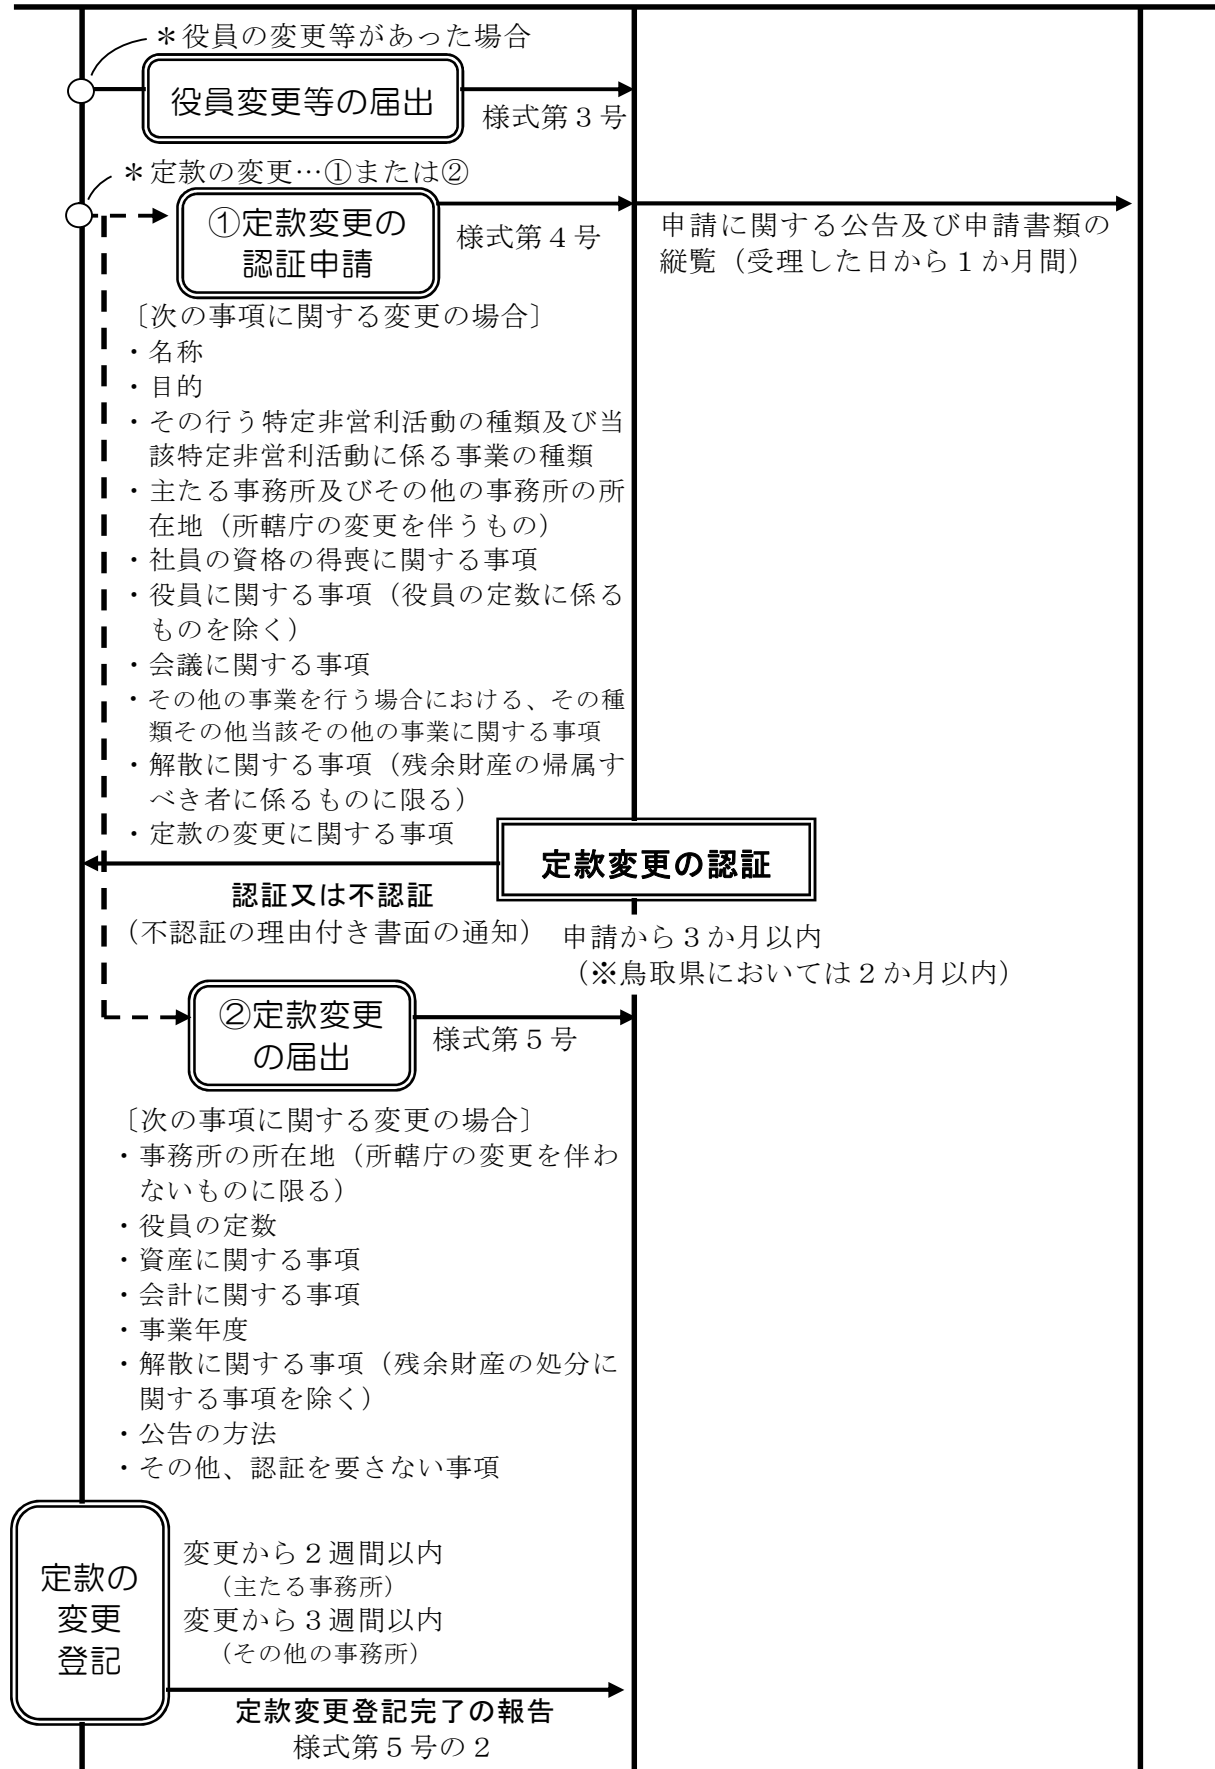 ＊役員の変更等があった場合
役員変更等の届出
様式第３号
＊定款の変更…①または②
①定款変更の
認証申請
様式第４号
申請に関する公告及び申請書類の
縦覧（受理した日から１か月間）
〔次の事項に関する変更の場合〕
・名称
・目的
・その行う特定非営利活動の種類及び当
該特定非営利活動に係る事業の種類
・主たる事務所及びその他の事務所の所
在地（所轄庁の変更を伴うもの）
・社員の資格の得喪に関する事項
・役員に関する事項（役員の定数に係る
ものを除く）
・会議に関する事項
・その他の事業を行う場合における、その種
類その他当該その他の事業に関する事項
・解散に関する事項（残余財産の帰属す
べき者に係るものに限る）
・定款の変更に関する事項
定款変更の認証
認証又は不認証
（不認証の理由付き書面の通知）
申請から３か月以内
（※鳥取県においては２か月以内）
②定款変更
の届出
様式第５号
〔次の事項に関する変更の場合〕
・事務所の所在地（所轄庁の変更を伴わ
ないものに限る）
・役員の定数
・資産に関する事項
・会計に関する事項
・事業年度
・解散に関する事項（残余財産の処分に
関する事項を除く）
・公告の方法
・その他、認証を要さない事項
定款の
変更
登記
変更から２週間以内
（主たる事務所）
変更から３週間以内
（その他の事務所）
定款変更登記完了の報告
様式第５号の２